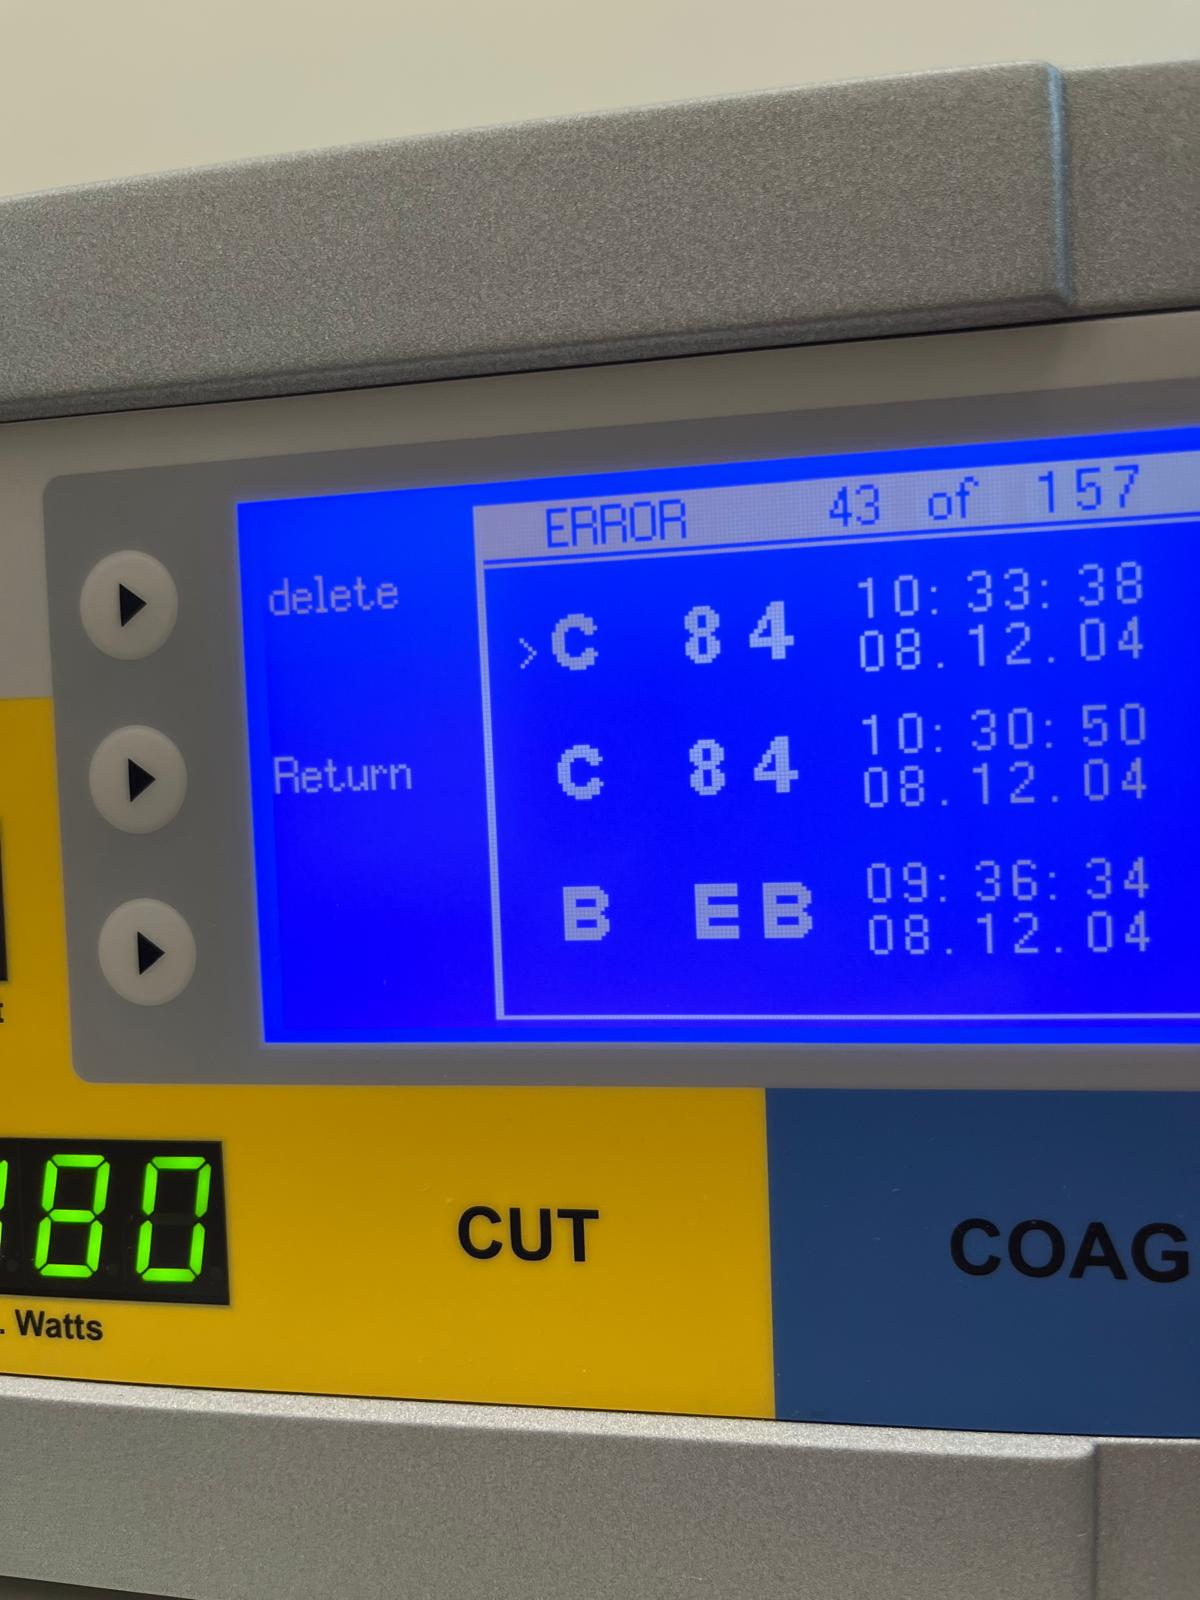 ERROR 43 of 157
delete
>C 84 10:33:38
08.12.04
Return
C 84 10:30:50
08.12.04
B EB 09:36:34
08.12.04
80
CUT
COAG
. Watts